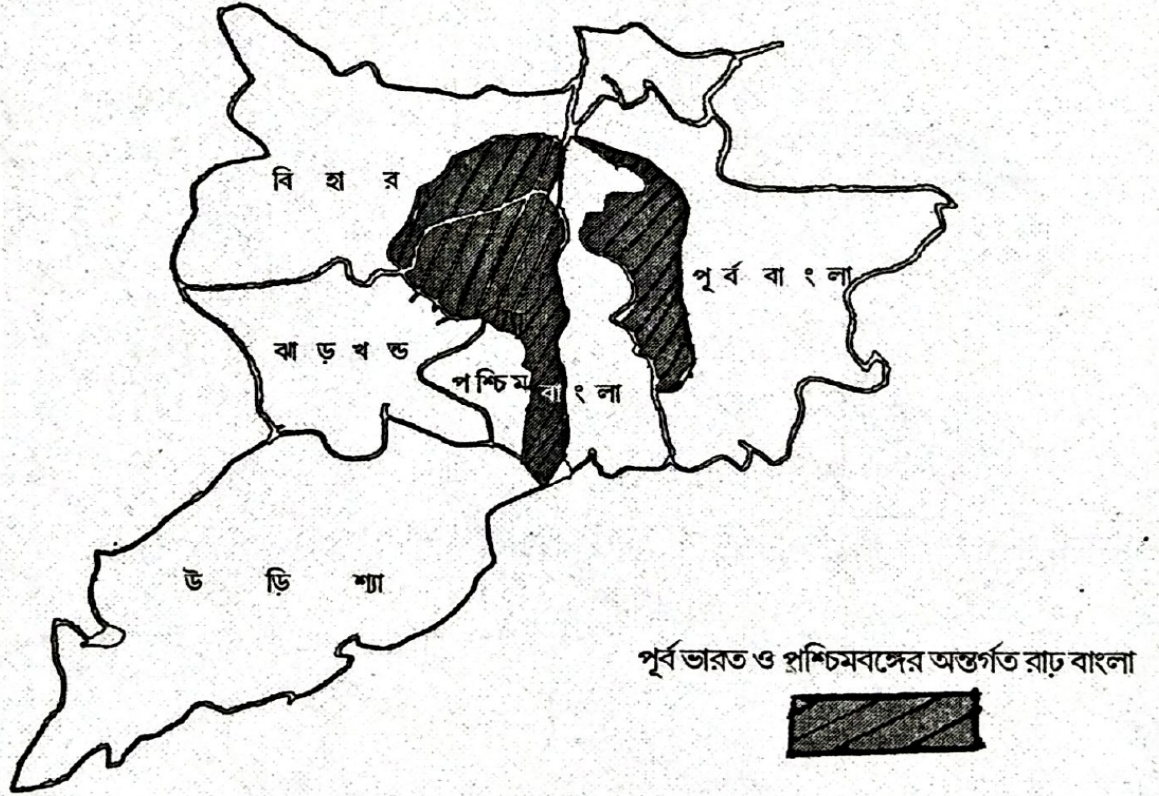 বিহার
পূর্ব বাংলা
ঝাড়খন্ড
পশ্চিম বাংলা
উড়িশ্যা
পূর্ব ভারত ও পশ্চিমবঙ্গের অন্তর্গত রাঢ় বাংলা